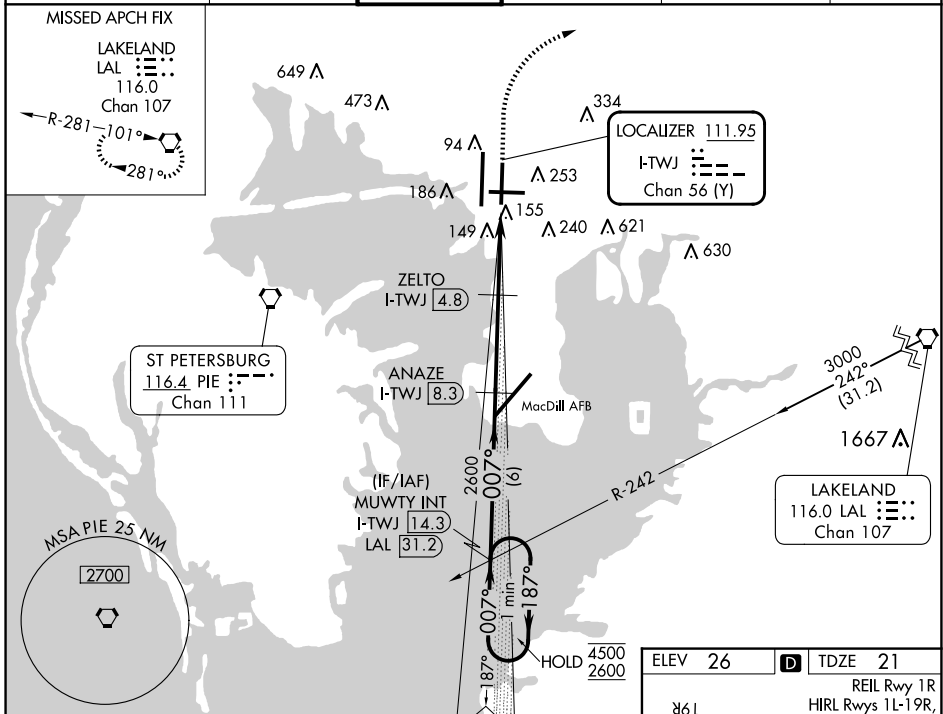 MISSED APCH FIX
LAKELAND
LAL
116.0
Chan 107
R-281
101°
281°
649
473
334
LOCALIZER 111.95
I-TWJ
Chan 56 (Y)
94
253
186
155
149
240
621
630
ZELTO
I-TWJ 4.8
ST PETERSBURG
116.4 PIE
Chan 111
ANAZE
I-TWJ 8.3
MacDill AFB
3000
242°
(31.2)
1667
LAKELAND
116.0 LAL
Chan 107
R-242
2600
007°
(6)
(IF/IAF)
MUWTY INT
I-TWJ 14.3
LAL 31.2
MSA PIE 25 NM
2700
007°
1 min
187°
187°
HOLD 4500
2600
ELEV 26 D TDZE 21
REIL Rwy 1R
HIRL Rwys 1L-19R,
19R